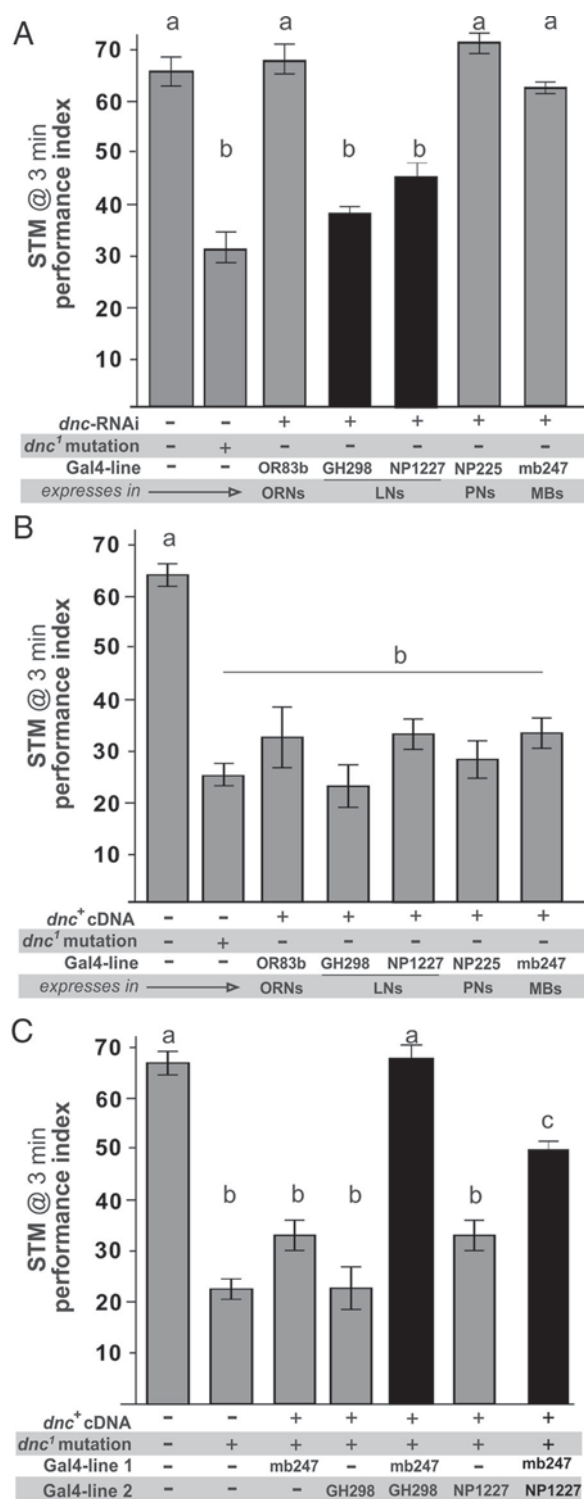 A
a
a
a
a
b
b
b
70
60
50
40
30
20
10
STM @ 3 min
performance index
dnc-RNAi - - + + + + +
dnc¹ mutation - + - - - - -
Gal4-line - - OR83b GH298 NP1227 NP225 mb247
expresses in ORNs LNs PNs MBs
B
a
b
70
60
50
40
30
20
10
STM @ 3 min
performance index
dnc⁺ cDNA - - + + + + +
dnc¹ mutation - +
Gal4-line - - OR83b GH298 NP1227 NP225 mb247
expresses in ORNs LNs PNs MBs
C
a
a
c
b
b
b
b
70
60
50
40
30
20
10
STM @ 3 min
performance index
dnc⁺ cDNA - - + + + + +
dnc¹ mutation - + + + + + +
Gal4-line 1 - - mb247 - mb247 - mb247
Gal4-line 2 - - - GH298 GH298 NP1227 NP1227